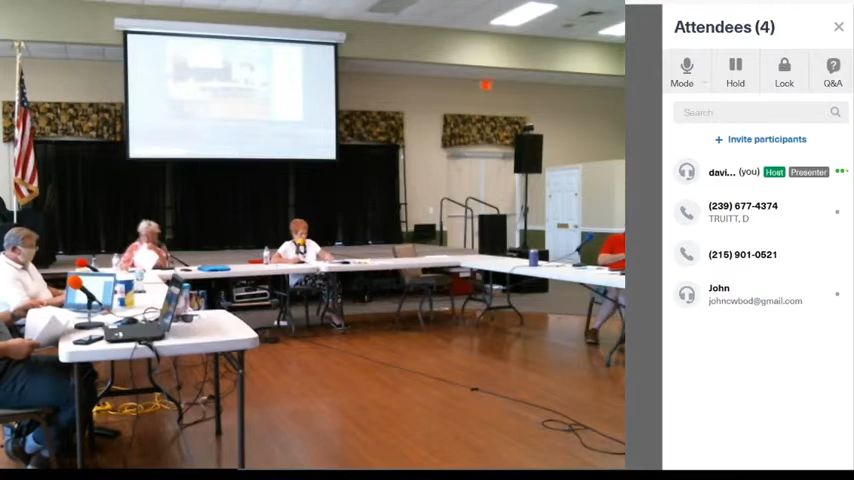 Attendees (4)
Mode
Hold
Lock
Q&A
Search
+ Invite participants
davi... (you) Host Presenter
(239) 677-4374
TRUITT, D
(215) 901-0521
John
johncwbod@gmail.com